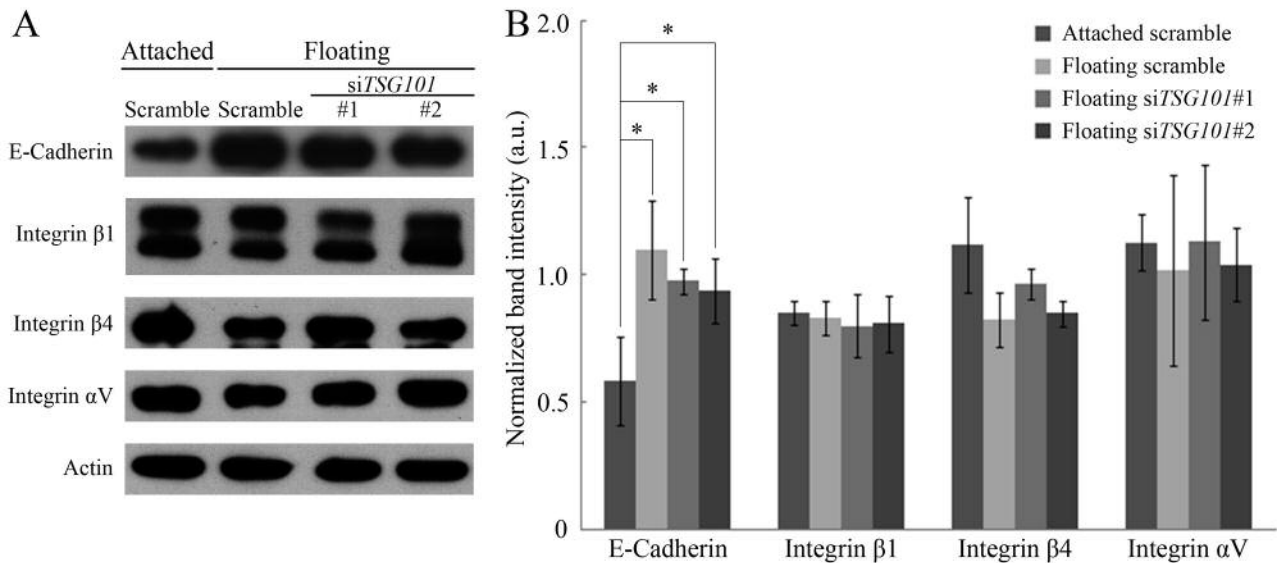 A
Attached Floating
siTSG101
Scramble Scramble #1 #2
E-Cadherin
Integrin β1
Integrin β4
Integrin αV
Actin
B
Normalized band intensity (a.u.)
2.0
1.5
1.0
0.5
0
*
*
*
Attached scramble
Floating scramble
Floating siTSG101#1
Floating siTSG101#2
E-Cadherin Integrin β1 Integrin β4 Integrin αV